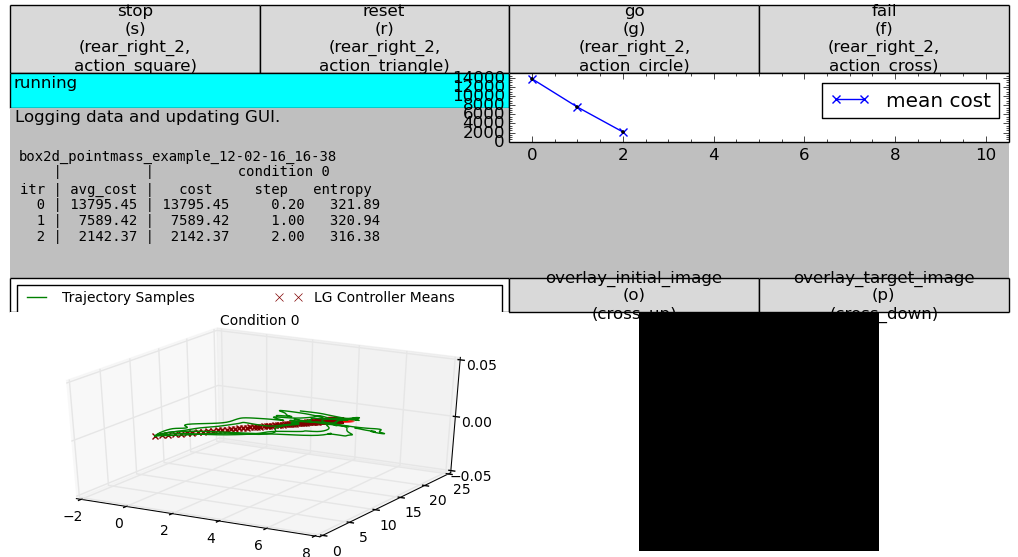 stop
(s)
(rear_right_2,
action_square)
reset
(r)
(rear_right_2,
action_triangle)
go
(g)
(rear_right_2,
action_circle)
fail
(f)
(rear_right_2,
action_cross)
running
14000
12000
10000
8000
6000
4000
2000
0
mean cost
0 2 4 6 8 10
Logging data and updating GUI.
box2d_pointmass_example_12-02-16_16-38
| | condition 0
itr | avg_cost | cost step entropy
0 | 13795.45 | 13795.45 0.20 321.89
1 | 7589.42 | 7589.42 1.00 320.94
2 | 2142.37 | 2142.37 2.00 316.38
Trajectory Samples
LG Controller Means
overlay_initial_image
(o)
(cross_up)
overlay_target_image
(p)
(cross_down)
Condition 0
0.05
0.00
−0.05
25
20
15
10
5
0
−2 0 2 4 6 8